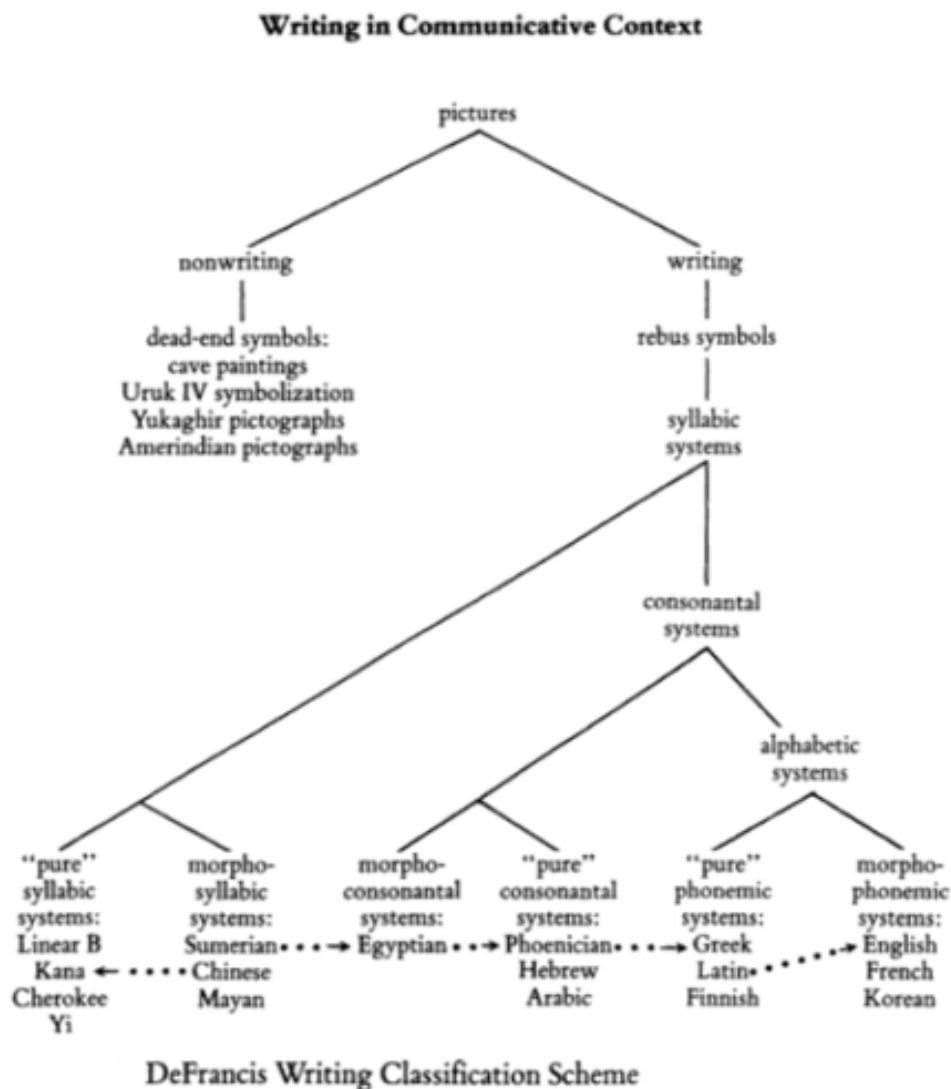 Writing in Communicative Context
pictures
nonwriting
writing
dead-end symbols:
cave paintings
Uruk IV symbolization
Yukaghir pictographs
Amerindian pictographs
rebus symbols
syllabic
systems
consonantal
systems
alphabetic
systems
“pure”
syllabic
systems:
Linear B
Kana
Cherokee
Yi
morpho-
syllabic
systems:
Sumerian
Chinese
Mayan
morpho-
consonantal
systems:
Egyptian
“pure”
consonantal
systems:
Phoenician
Hebrew
Arabic
“pure”
phonemic
systems:
Greek
Latin
Finnish
morpho-
phonemic
systems:
English
French
Korean
DeFrancis Writing Classification Scheme